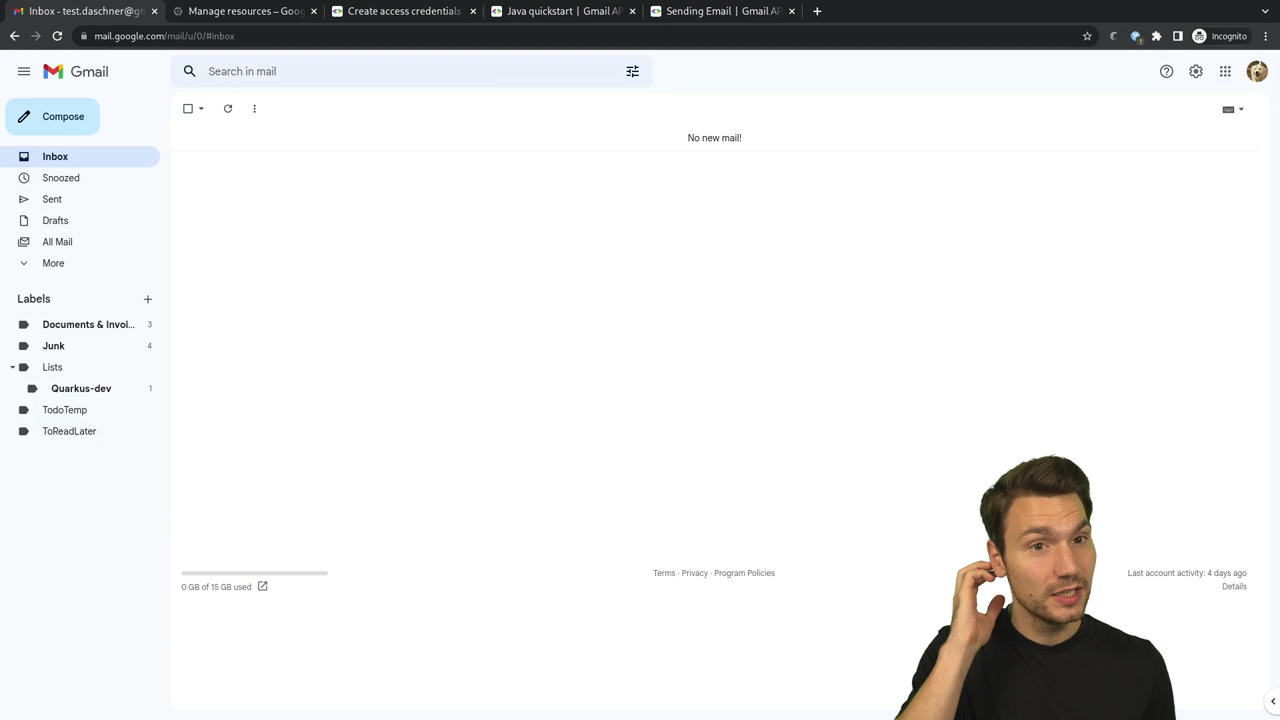 Inbox - test.daschner@gn
Manage resources – Goog
Create access credentials
Java quickstart | Gmail AP
Sending Email | Gmail AP
mail.google.com/mail/u/0/#inbox
Incognito
Gmail
Search in mail
Compose
No new mail!
Inbox
Snoozed
Sent
Drafts
All Mail
More
Labels
Documents & Invoi... 3
Junk 4
Lists
Quarkus-dev 1
TodoTemp
ToReadLater
0 GB of 15 GB used
Terms · Privacy · Program Policies
Last account activity: 4 days ago
Details